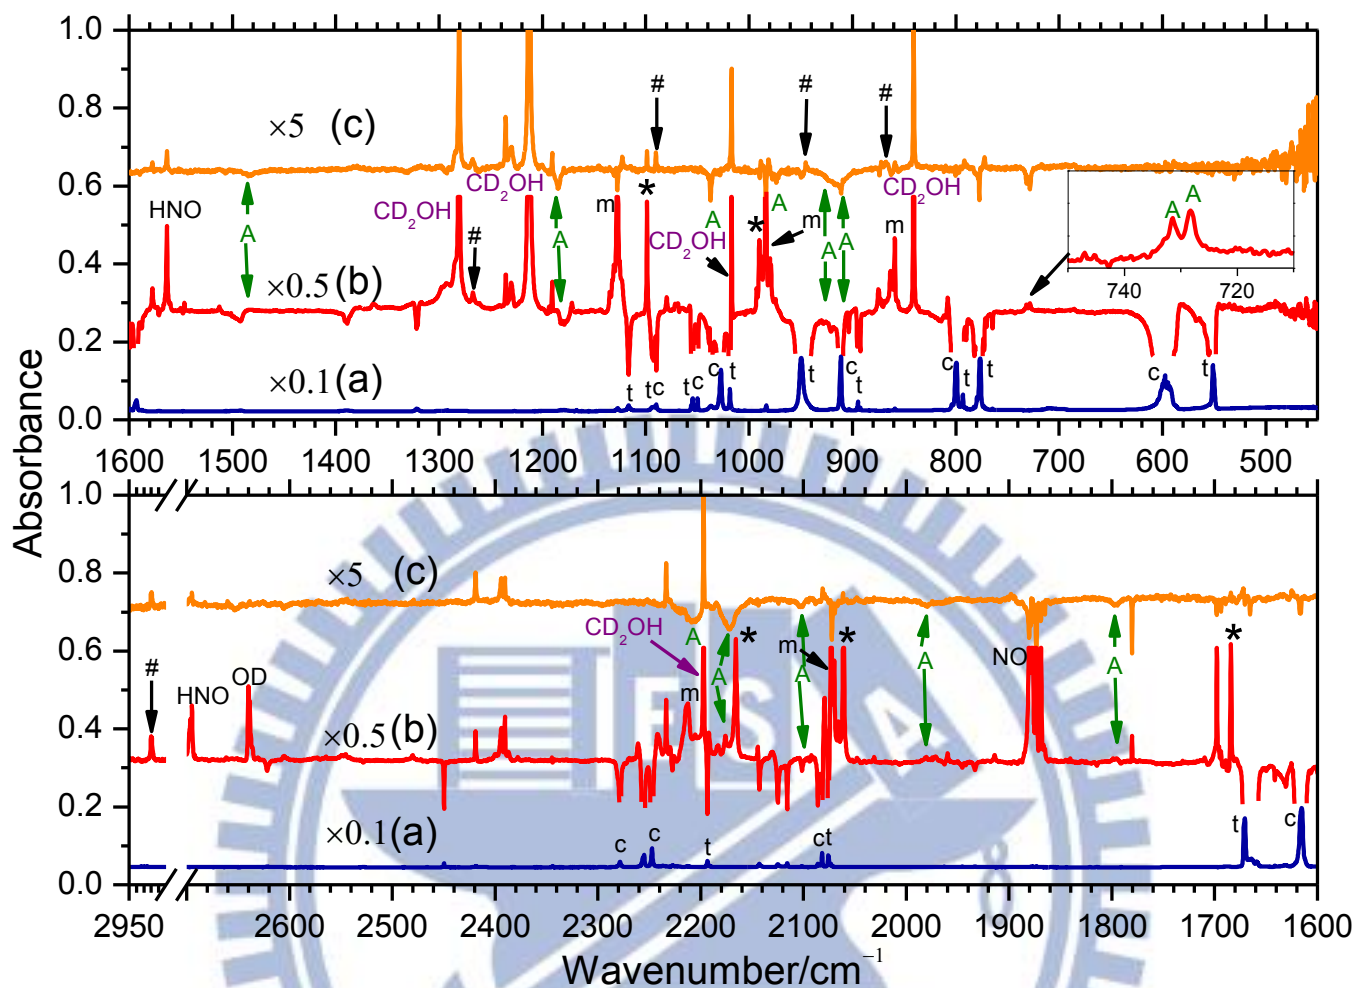 Absorbance
1.0
0.8
0.6
0.4
0.2
0.0
×5 (c)
# # #
HNO
A
CD₂OH
CD₂OH
#
A
m
*
A
CD₂OH
*
A
m
A
A
m
CD₂OH
A A
740 720
×0.5 (b)
×0.1 (a)
t t c t c c t t c t c t c t
1600 1500 1400 1300 1200 1100 1000 900 800 700 600 500
1.0
0.8
0.6
0.4
0.2
0.0
×5 (c)
#
HNO
OD
CD₂OH
A
m
A
*
m
A
*
A
NO
A
*
×0.5 (b)
×0.1 (a)
c c t c t t c
2950 2600 2500 2400 2300 2200 2100 2000 1900 1800 1700 1600
Wavenumber/cm⁻¹
ES A